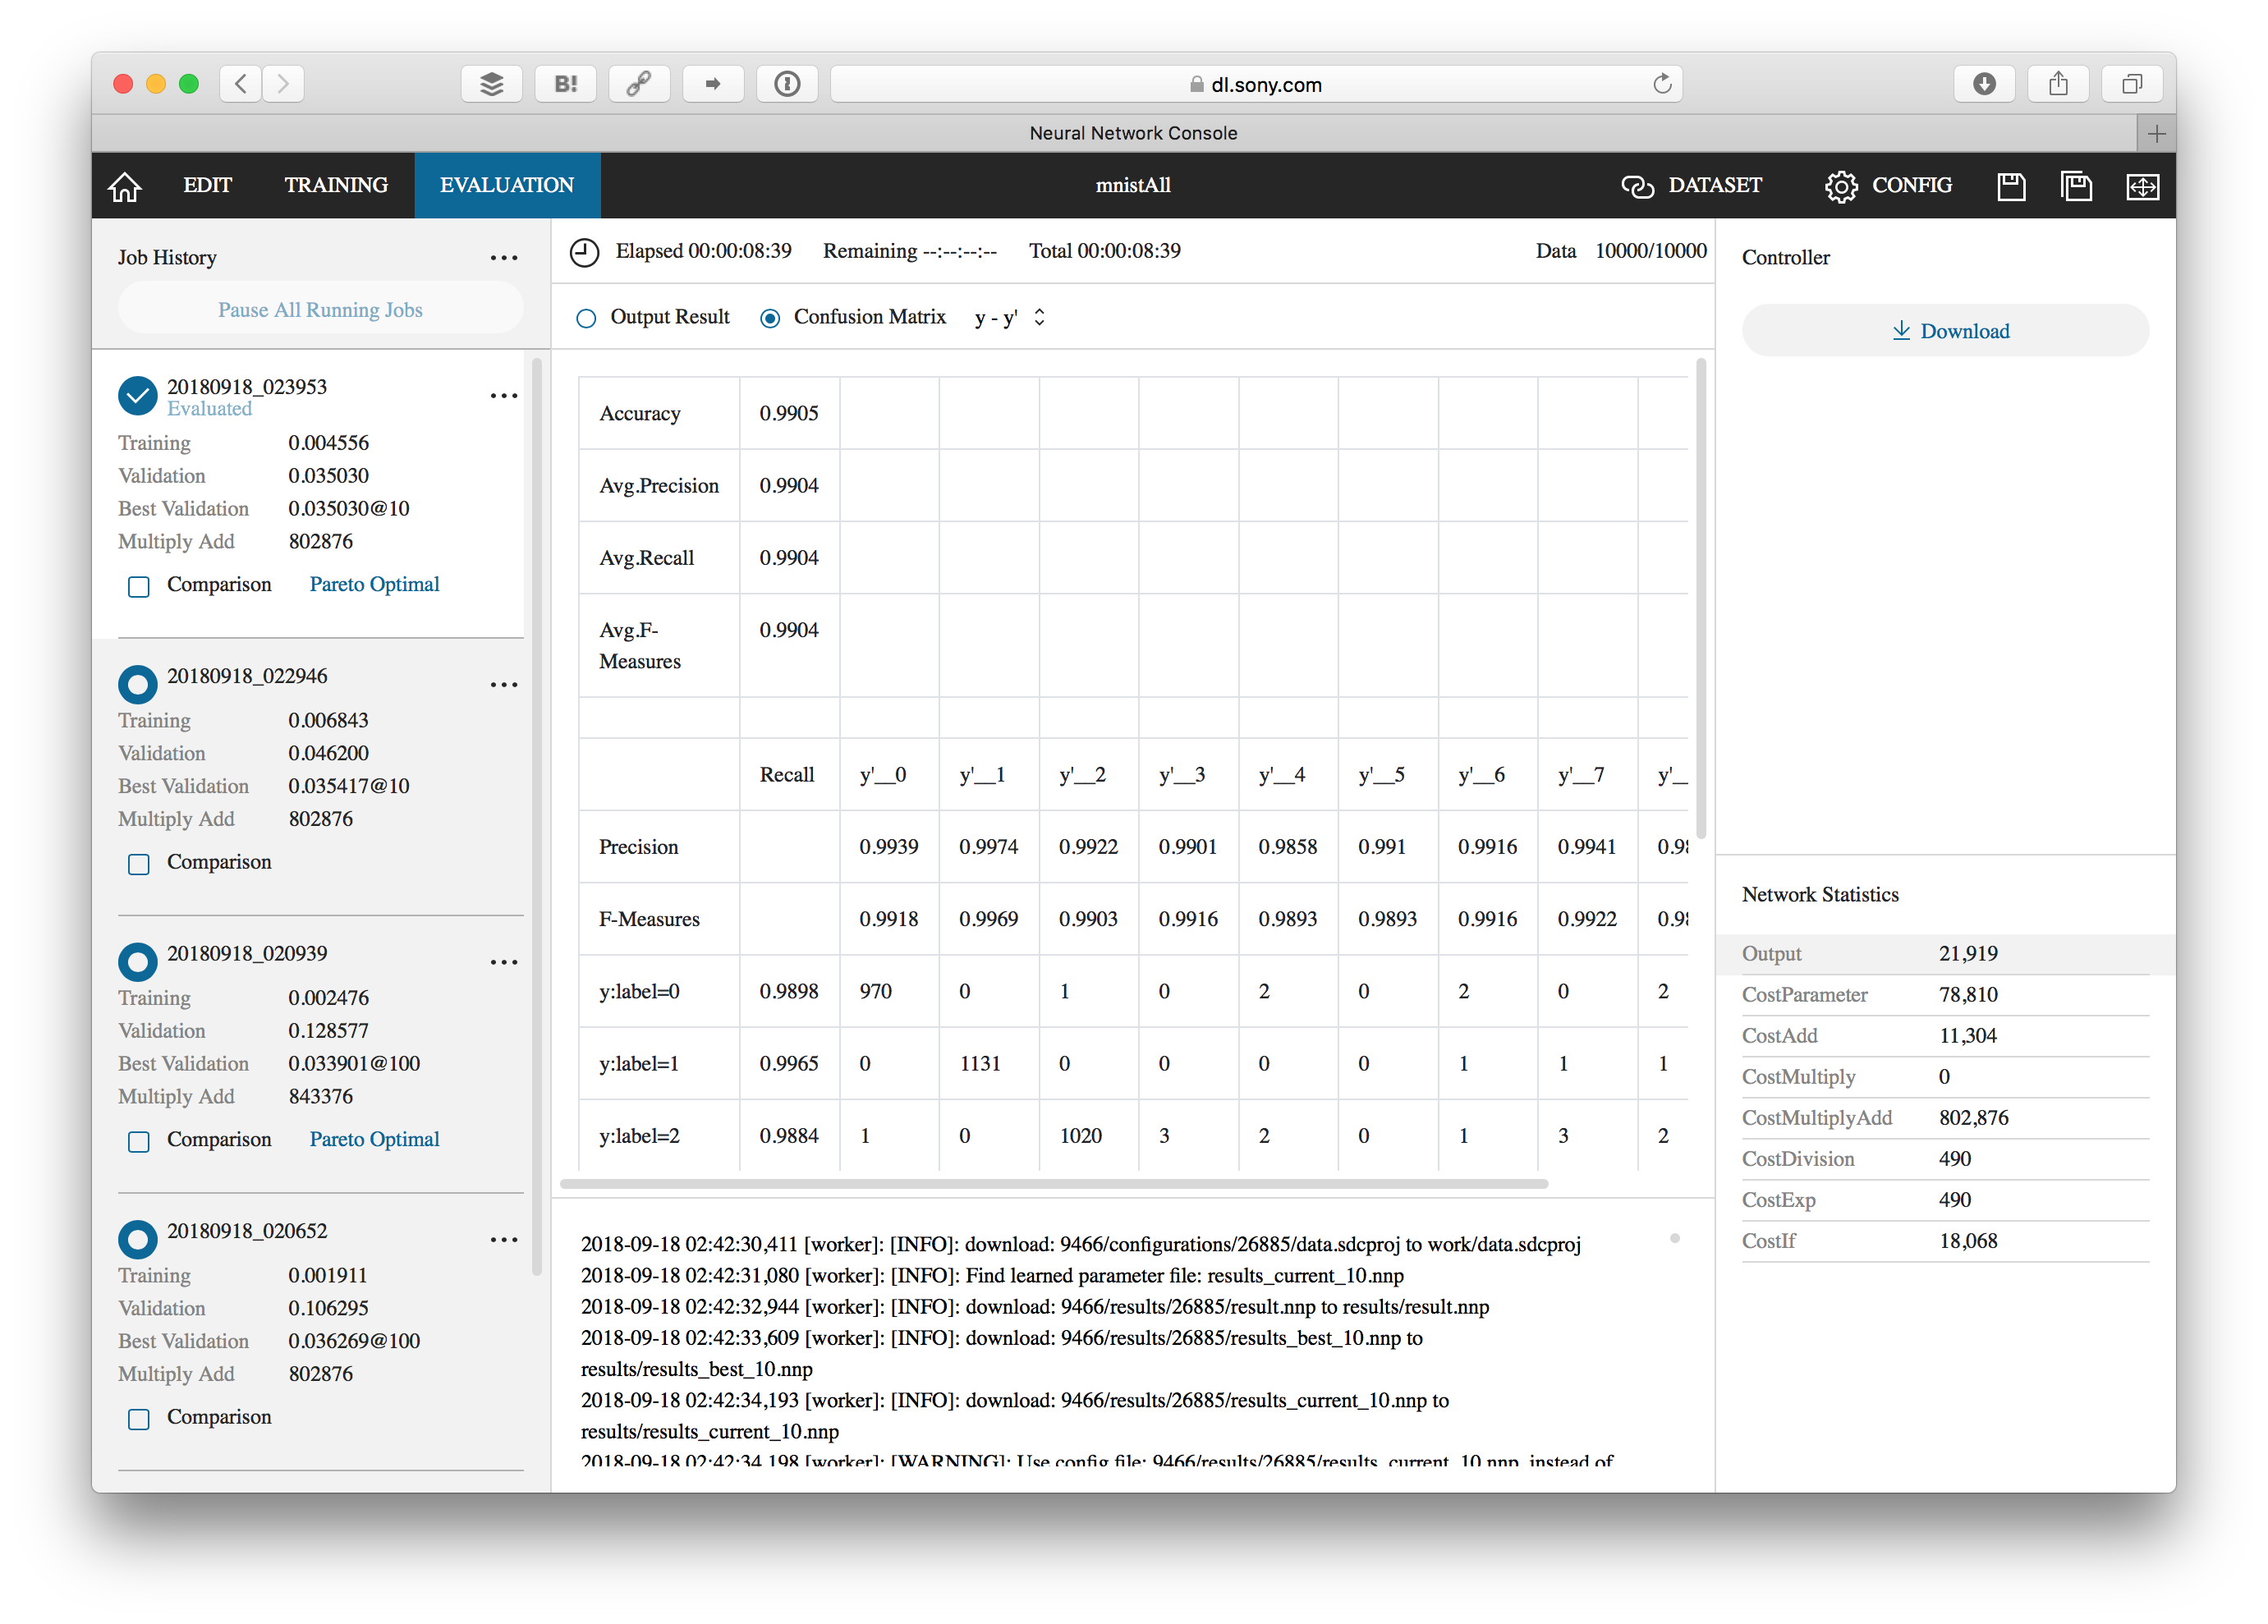 B!
dl.sony.com
Neural Network Console
EDIT TRAINING EVALUATION mnistAll DATASET CONFIG
Job History
Pause All Running Jobs
20180918_023953
Evaluated
Training 0.004556
Validation 0.035030
Best Validation 0.035030@10
Multiply Add 802876
Comparison Pareto Optimal
20180918_022946
Training 0.006843
Validation 0.046200
Best Validation 0.035417@10
Multiply Add 802876
Comparison
20180918_020939
Training 0.002476
Validation 0.128577
Best Validation 0.033901@100
Multiply Add 843376
Comparison Pareto Optimal
20180918_020652
Training 0.001911
Validation 0.106295
Best Validation 0.036269@100
Multiply Add 802876
Comparison
Elapsed 00:00:08:39 Remaining --:--:--:-- Total 00:00:08:39 Data 10000/10000
Output Result Confusion Matrix y - y'
Accuracy 0.9905
Avg.Precision 0.9904
Avg.Recall 0.9904
Avg.F-
Measures 0.9904
Recall y'__0 y'__1 y'__2 y'__3 y'__4 y'__5 y'__6 y'__7 y'__
Precision 0.9939 0.9974 0.9922 0.9901 0.9858 0.991 0.9916 0.9941
F-Measures 0.9918 0.9969 0.9903 0.9916 0.9893 0.9893 0.9916 0.9922
y:label=0 0.9898 970 0 1 0 2 0 2 0 2
y:label=1 0.9965 0 1131 0 0 0 0 1 1 1
y:label=2 0.9884 1 0 1020 3 2 0 1 3 2
2018-09-18 02:42:30,411 [worker]: [INFO]: download: 9466/configurations/26885/data.sdcproj to work/data.sdcproj
2018-09-18 02:42:31,080 [worker]: [INFO]: Find learned parameter file: results_current_10.nnp
2018-09-18 02:42:32,944 [worker]: [INFO]: download: 9466/results/26885/result.nnp to results/result.nnp
2018-09-18 02:42:33,609 [worker]: [INFO]: download: 9466/results/26885/results_best_10.nnp to
results/results_best_10.nnp
2018-09-18 02:42:34,193 [worker]: [INFO]: download: 9466/results/26885/results_current_10.nnp to
results/results_current_10.nnp
2018-09-18 02:42:34,198 [worker]: [WARNING]: Use config file: 9466/results/26885/results_current_10.nnp, instead of
Controller
Download
Network Statistics
Output 21,919
CostParameter 78,810
CostAdd 11,304
CostMultiply 0
CostMultiplyAdd 802,876
CostDivision 490
CostExp 490
CostIf 18,068